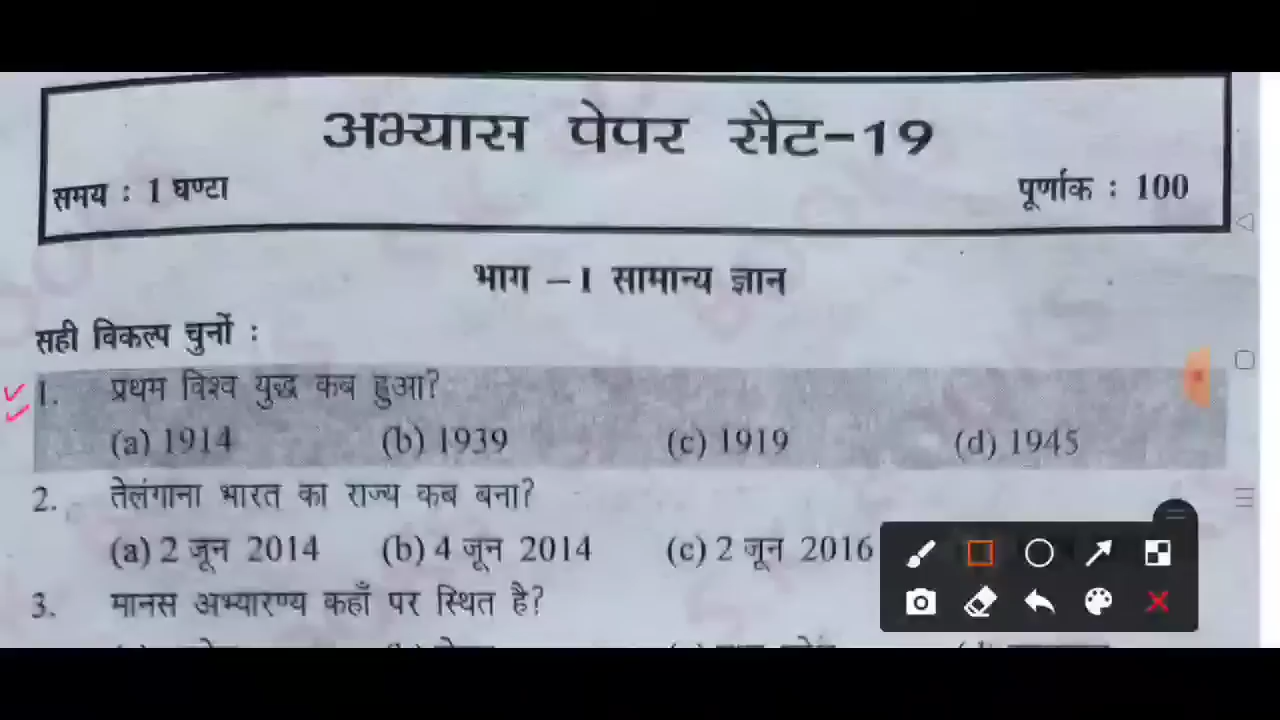 अभ्यास पेपर सैट-19
समय : 1 घण्टा
पूर्णाक : 100
भाग – I सामान्य ज्ञान
सही विकल्प चुनों :
1. प्रथम विश्व युद्ध कब हुआ?
(a) 1914 (b) 1939 (c) 1919 (d) 1945
2. तेलंगाना भारत का राज्य कब बना?
(a) 2 जून 2014 (b) 4 जून 2014 (c) 2 जून 2016
3. मानस अभ्यारण्य कहाँ पर स्थित है?